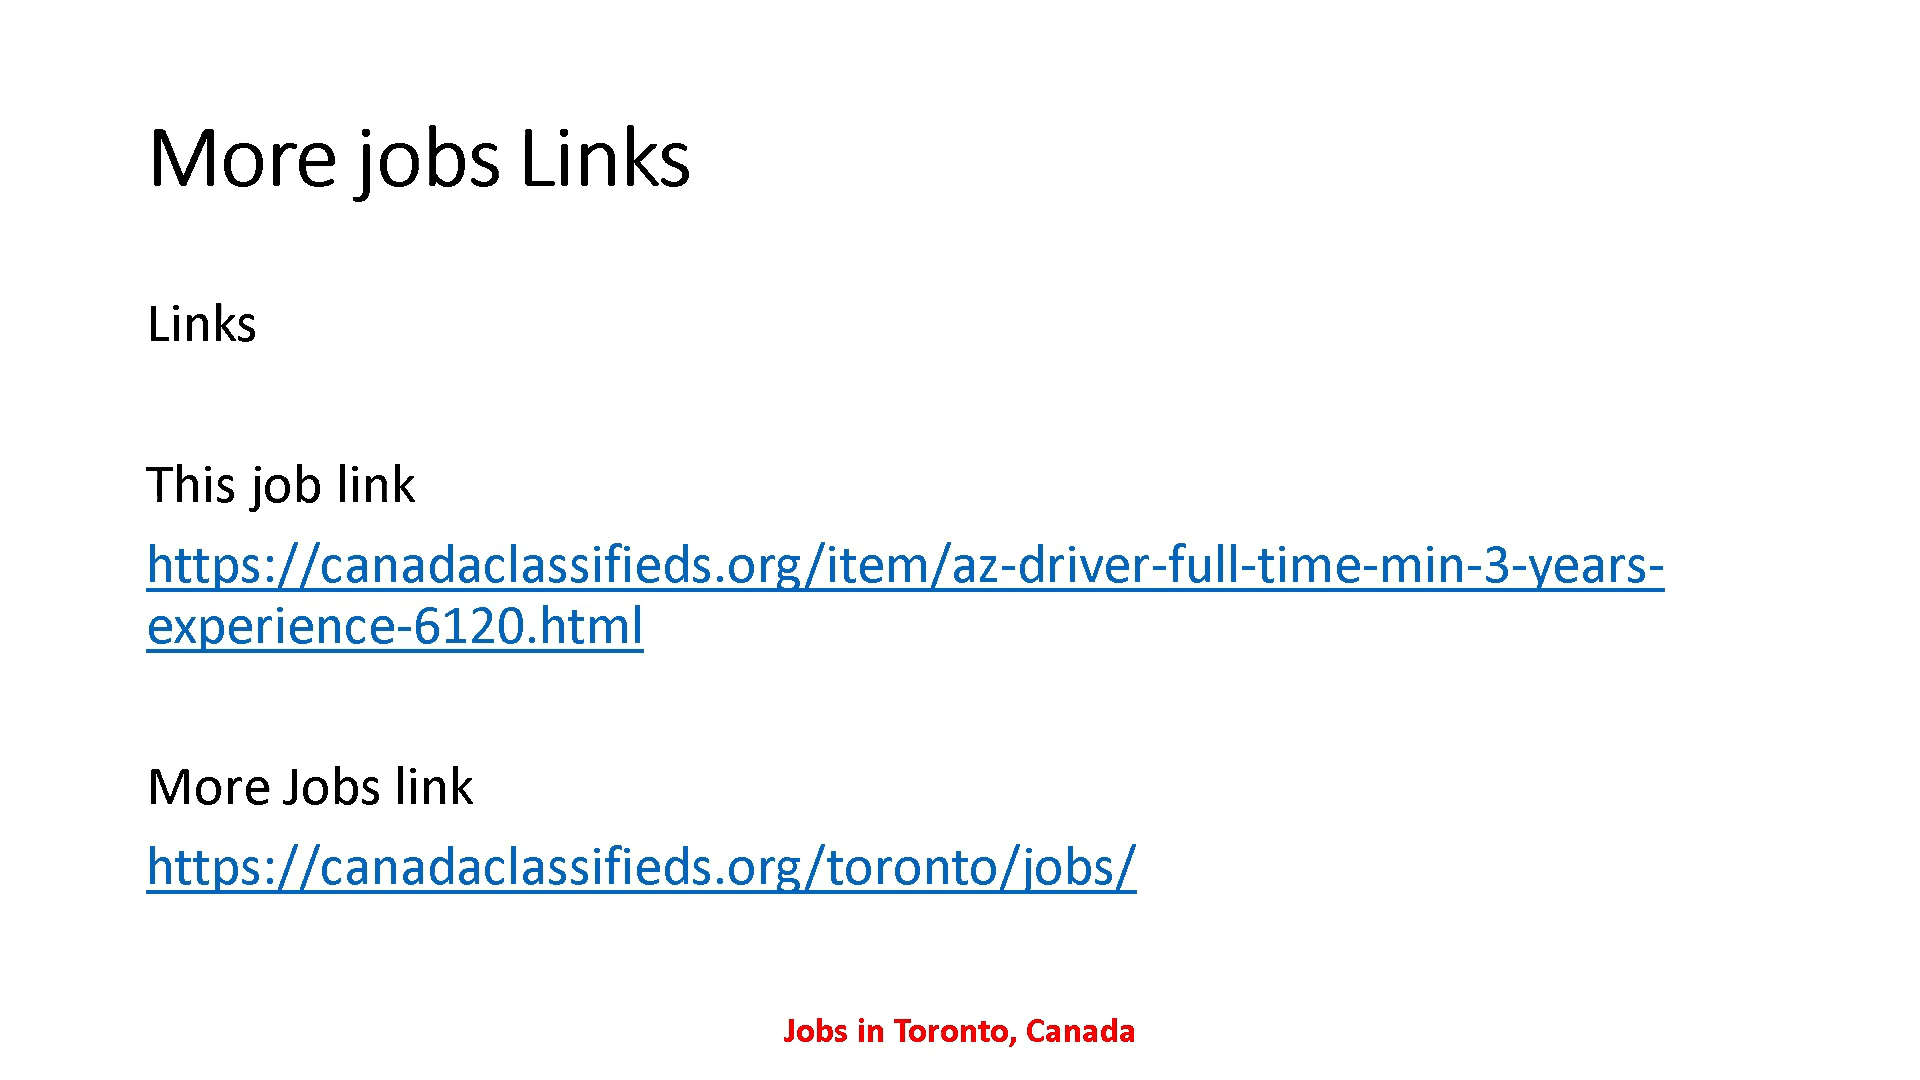 More jobs Links
Links
This job link
https://canadaclassifieds.org/item/az-driver-full-time-min-3-years-
experience-6120.html
More Jobs link
https://canadaclassifieds.org/toronto/jobs/
Jobs in Toronto, Canada